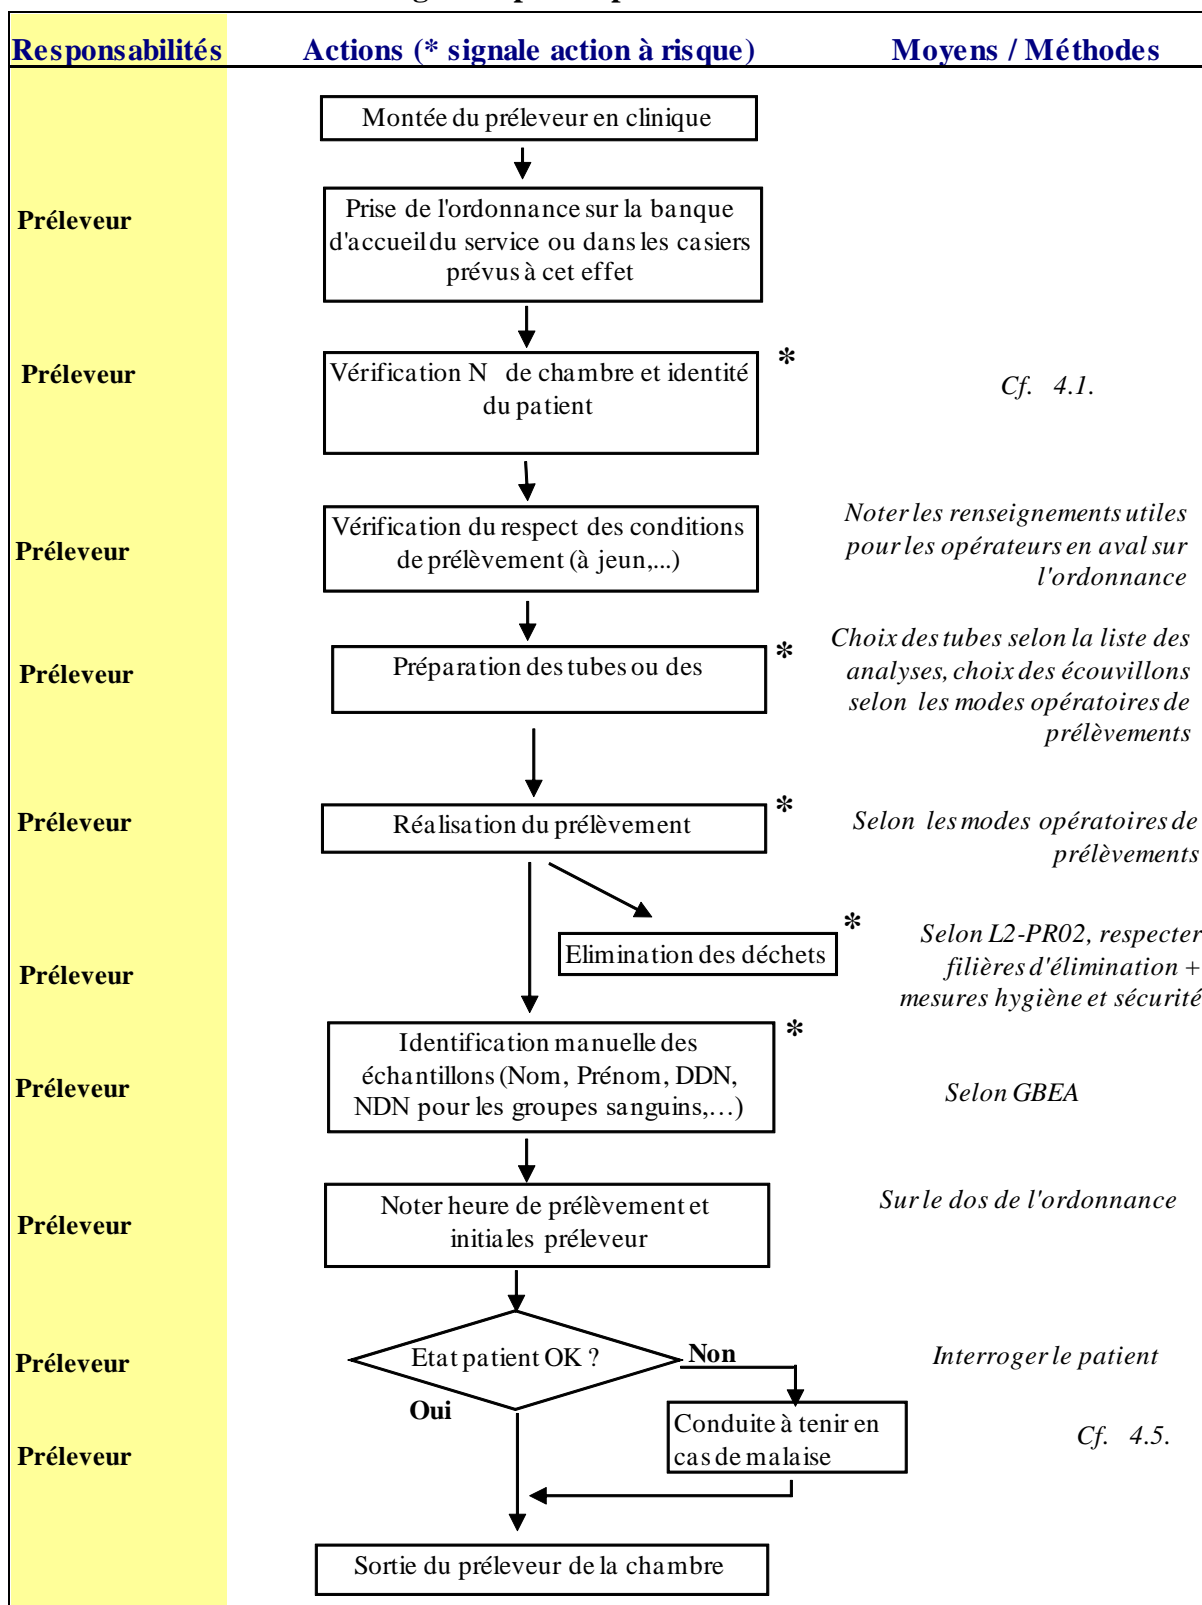 Responsabilités Actions (* signale action à risque) Moyens / Méthodes
Montée du préleveur en clinique
Préleveur
Prise de l'ordonnance sur la banque
d'accueil du service ou dans les casiers
prévus à cet effet
Préleveur
Vérification N de chambre et identité
du patient
*
Cf. 4.1.
Préleveur
Vérification du respect des conditions
de prélèvement (à jeun,...)
Noter les renseignements utiles
pour les opérateurs en aval sur
l'ordonnance
Préleveur
Préparation des tubes ou des
*
Choix des tubes selon la liste des
analyses, choix des écouvillons
selon les modes opératoires de
prélèvements
Préleveur
Réalisation du prélèvement
*
Selon les modes opératoires de
prélèvements
Préleveur
Elimination des déchets
*
Selon L2-PR02, respecter
filières d'élimination +
mesures hygiène et sécurité
Préleveur
Identification manuelle des
échantillons (Nom, Prénom, DDN,
NDN pour les groupes sanguins,…)
*
Selon GBEA
Préleveur
Noter heure de prélèvement et
initiales préleveur
Sur le dos de l'ordonnance
Préleveur
Etat patient OK ?
Non
Oui
Interroger le patient
Préleveur
Conduite à tenir en
cas de malaise
Cf. 4.5.
Sortie du préleveur de la chambre